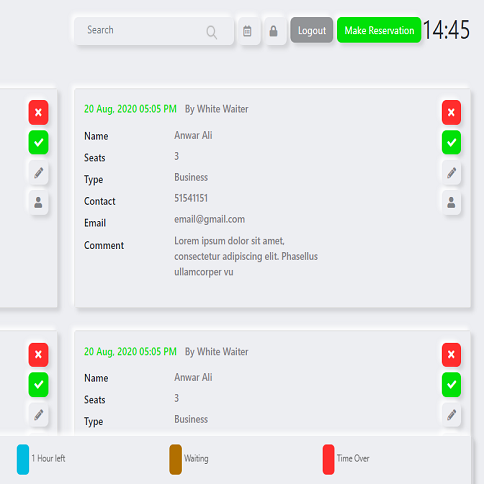 Search Logout Make Reservation 14:45
20 Aug, 2020 05:05 PM By White Waiter
Name Anwar Ali
Seats 3
Type Business
Contact 51541151
Email email@gmail.com
Comment Lorem ipsum dolor sit amet,
consectetur adipiscing elit. Phasellus
ullamcorper vu
20 Aug, 2020 05:05 PM By White Waiter
Name Anwar Ali
Seats 3
Type Business
1 Hour left Waiting Time Over